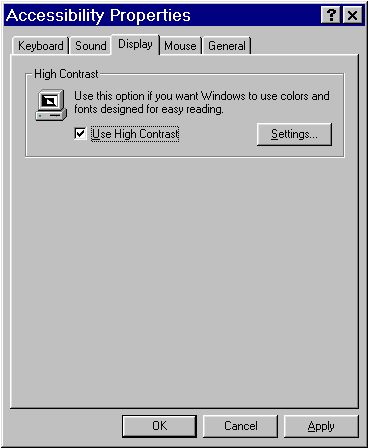 Accessibility Properties
Keyboard Sound Display Mouse General
High Contrast
Use this option if you want Windows to use colors and
fonts designed for easy reading.
Use High Contrast
Settings...
OK Cancel Apply